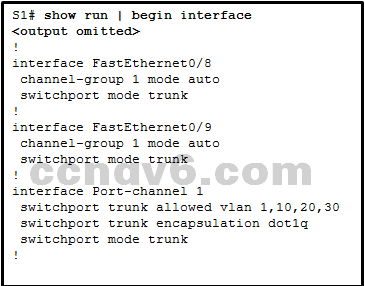 S1# show run | begin interface
<output omitted>
!
interface FastEthernet0/8
channel-group 1 mode auto
switchport mode trunk
!
interface FastEthernet0/9
channel-group 1 mode auto
switchport mode trunk
!
ccndv6.com
interface Port-channel 1
switchport trunk allowed vlan 1,10,20,30
switchport trunk encapsulation dot1q
switchport mode trunk
!